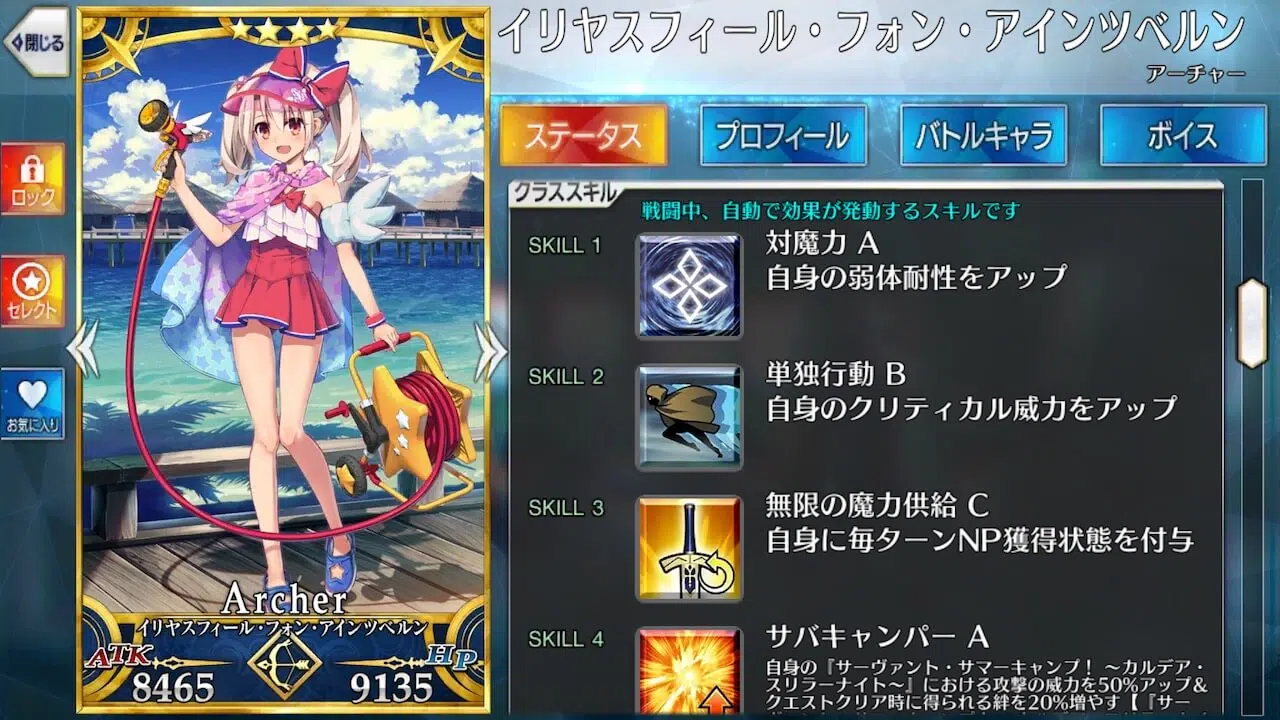 閉じる
ロック
セレクト
お気に入り
Archer
イリヤスフィール・フォン・アインツベルン
ATK
8465
HP
9135
イリヤスフィール・フォン・アインツベルン
アーチャー
ステータス
プロフィール
バトルキャラ
ボイス
クラススキル
戦闘中、自動で効果が発動するスキルです
SKILL 1
対魔力 A
自身の弱体耐性をアップ
SKILL 2
単独行動 B
自身のクリティカル威力をアップ
SKILL 3
無限の魔力供給 C
自身に毎ターンNP獲得状態を付与
SKILL 4
サバキャンパー A
自身の『サーヴァント・サマーキャンプ! ～カルデア・
スリラーナイト～』における攻撃の威力を50%アップ&
クエストクリア時に得られる絆を20%増やす【『サー